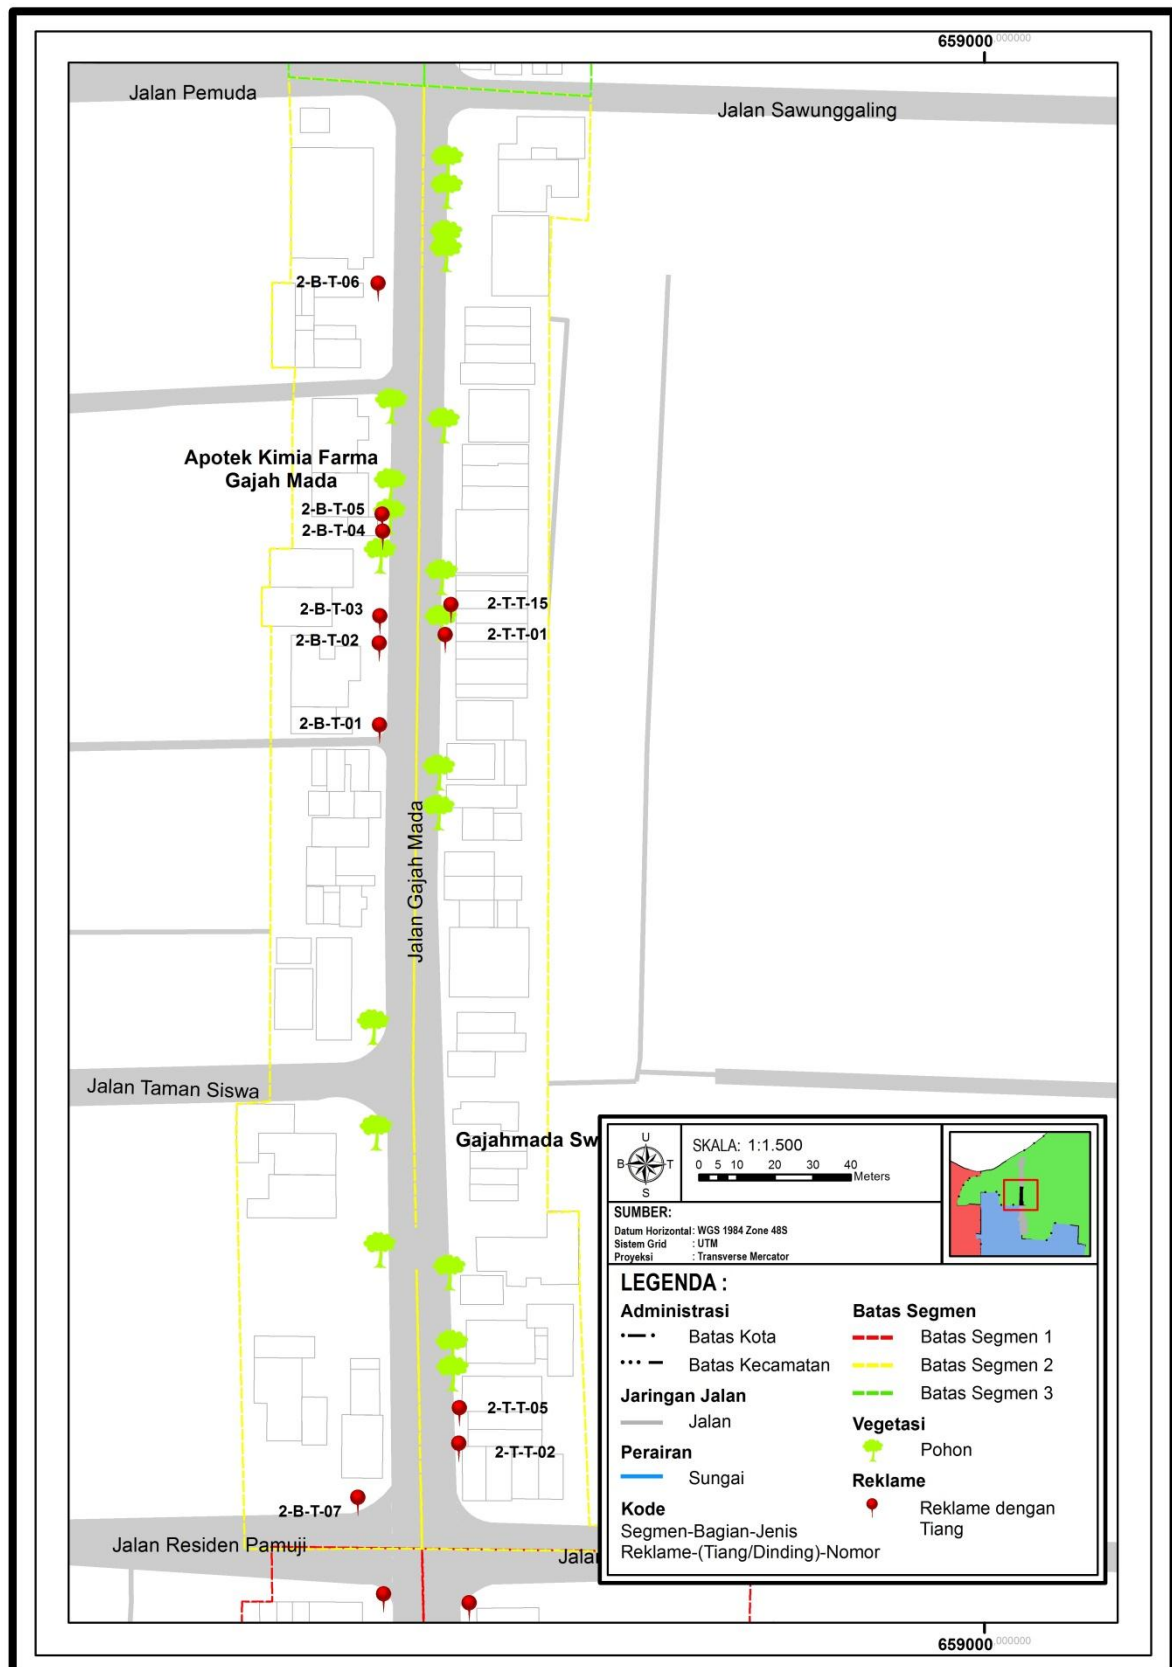 659000,000000
Jalan Pemuda
Jalan Sawunggaling
2-B-T-06
Apotek Kimia Farma
Gajah Mada
2-B-T-05
2-B-T-04
2-B-T-03
2-T-T-15
2-B-T-02
2-T-T-01
2-B-T-01
Jalan Gajah Mada
Jalan Taman Siswa
Gajahmada Sw
2-T-T-05
2-T-T-02
2-B-T-07
Jalan Residen Pamuji
Jalan
U
B T
S
SKALA: 1:1.500
0 5 10 20 30 40
Meters
SUMBER:
Datum Horizontal: WGS 1984 Zone 48S
Sistem Grid : UTM
Proyeksi : Transverse Mercator
LEGENDA :
Administrasi
Batas Kota
Batas Kecamatan
Jaringan Jalan
Jalan
Perairan
Sungai
Kode
Segmen-Bagian-Jenis
Reklame-(Tiang/Dinding)-Nomor
Batas Segmen
Batas Segmen 1
Batas Segmen 2
Batas Segmen 3
Vegetasi
Pohon
Reklame
Reklame dengan
Tiang
659000,000000